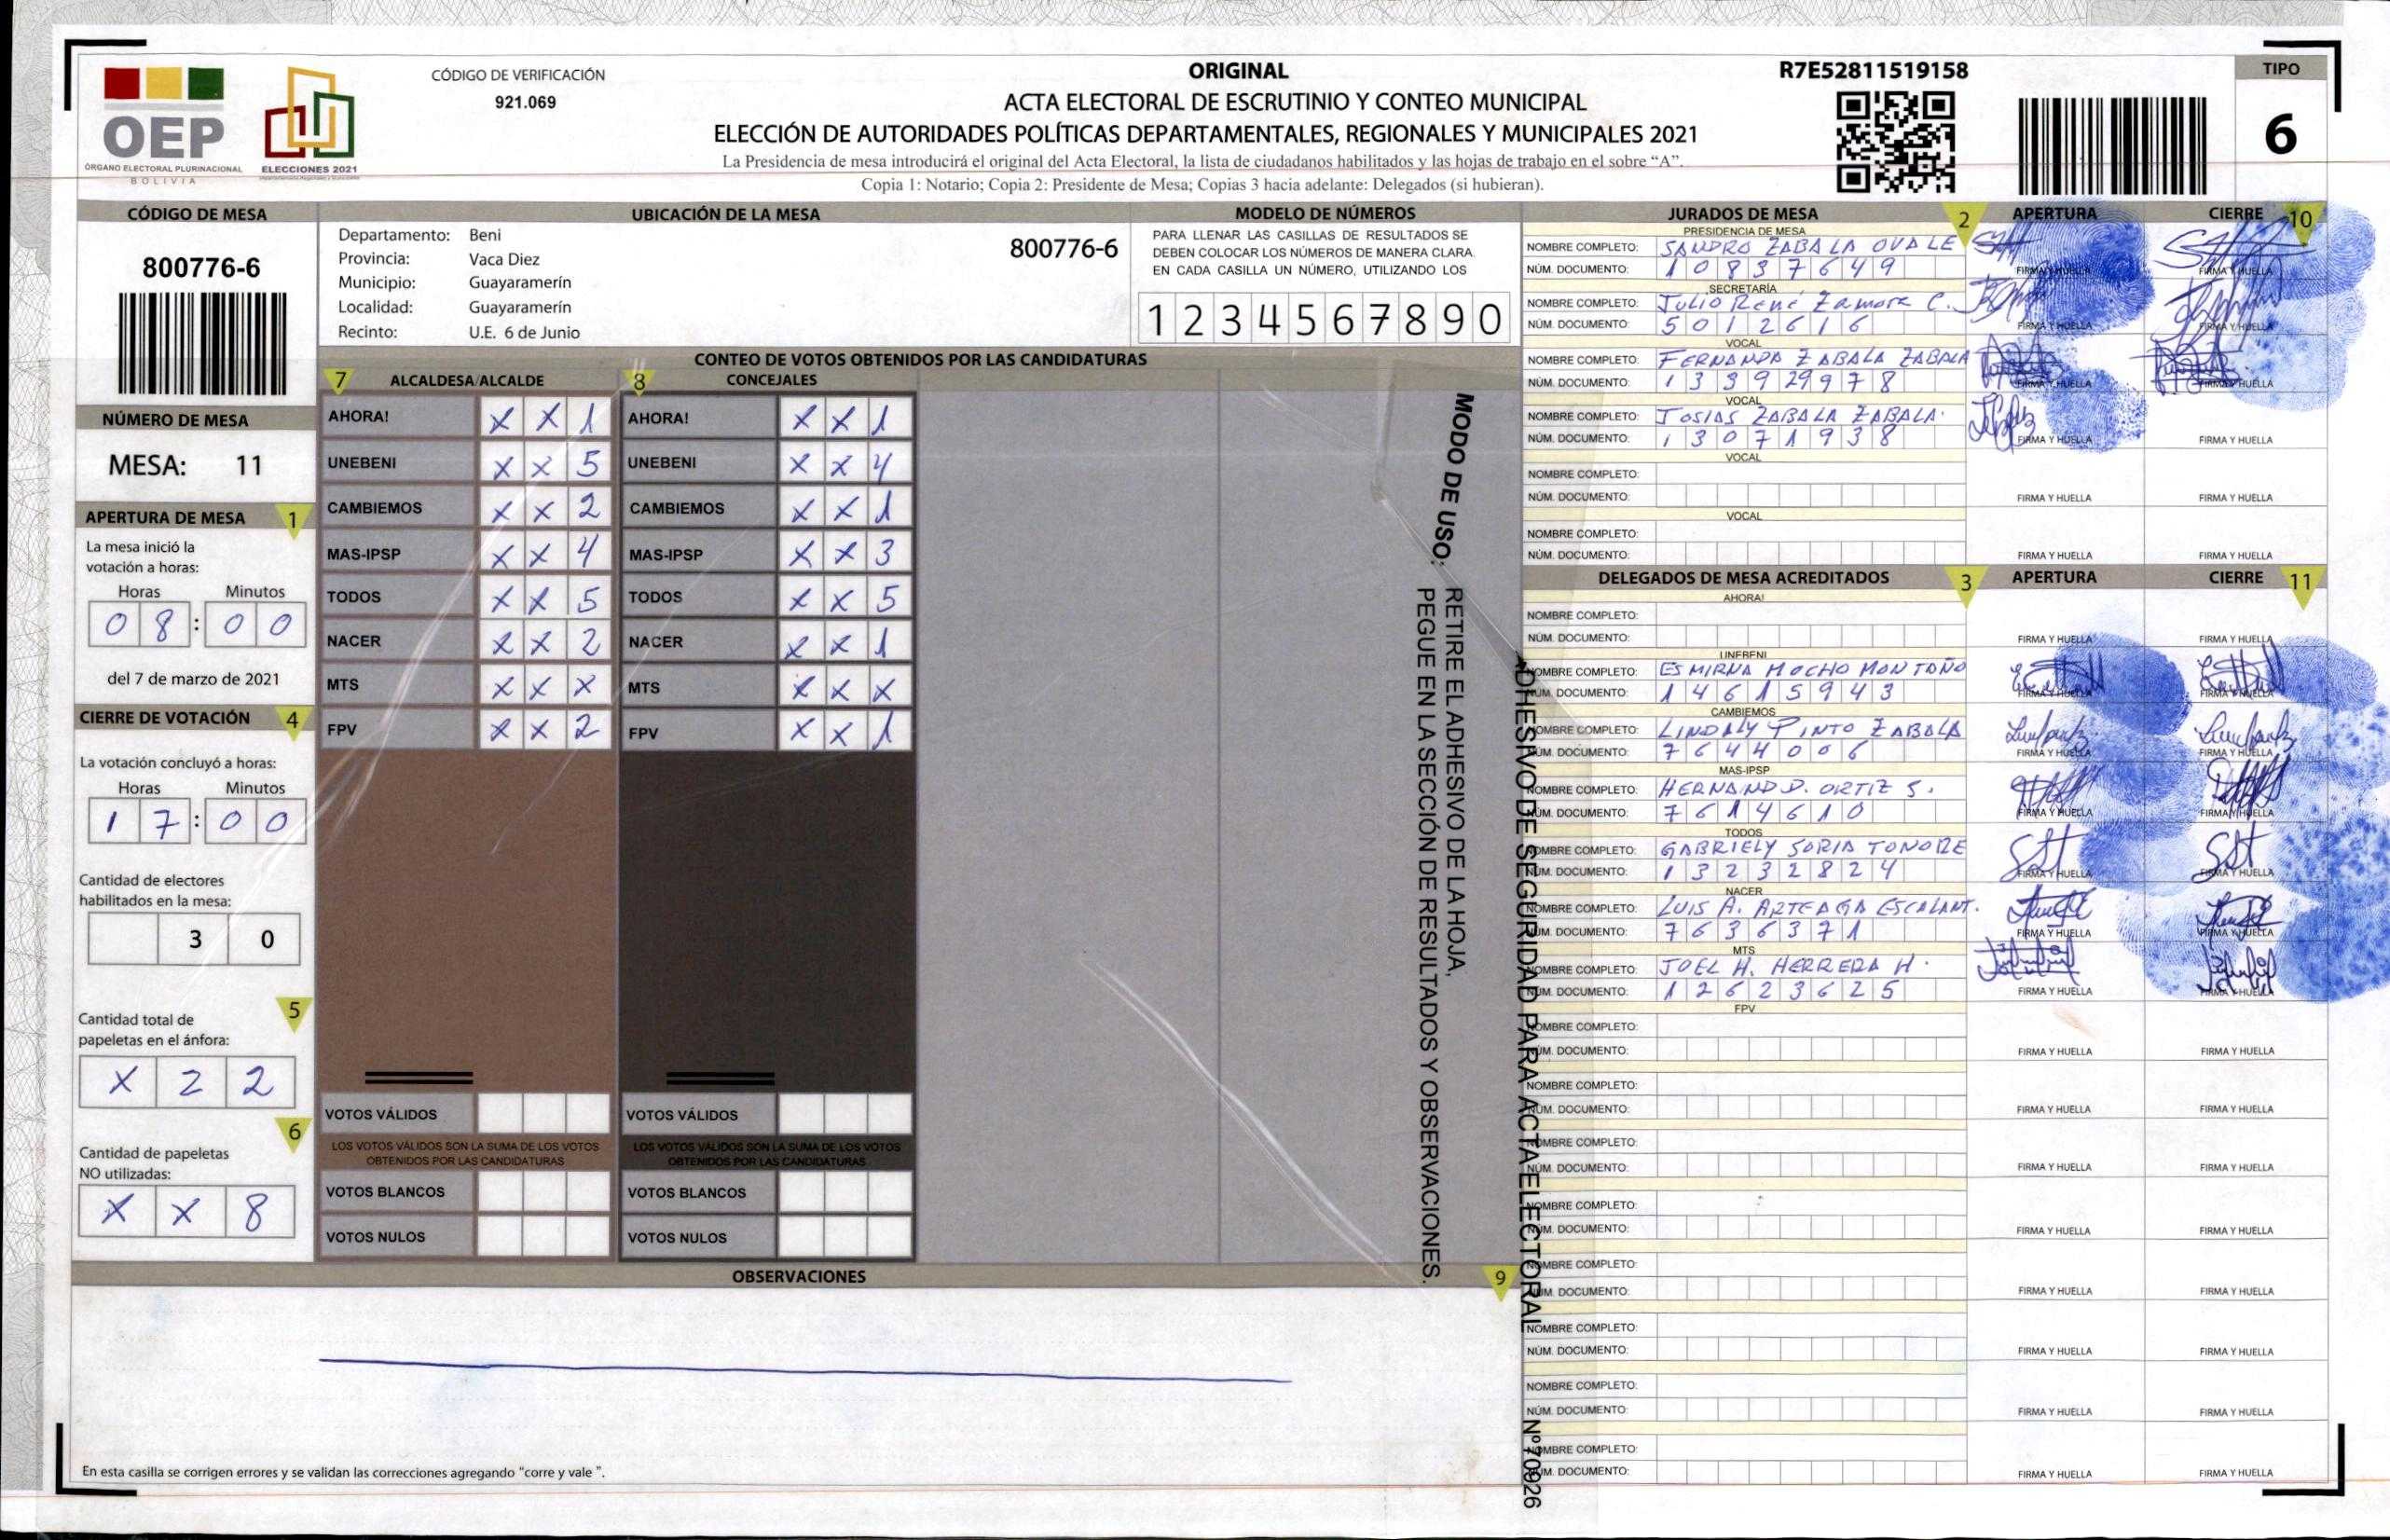 OEP
ÓRGANO ELECTORAL PLURINACIONAL
BOLIVIA
ELECCIONES 2021
CÓDIGO DE VERIFICACIÓN
921.069
ORIGINAL
ACTA ELECTORAL DE ESCRUTINIO Y CONTEO MUNICIPAL
ELECCIÓN DE AUTORIDADES POLÍTICAS DEPARTAMENTALES, REGIONALES Y MUNICIPALES 2021
La Presidencia de mesa introducirá el original del Acta Electoral, la lista de ciudadanos habilitados y las hojas de trabajo en el sobre “A”.
Copia 1: Notario; Copia 2: Presidente de Mesa; Copias 3 hacia adelante: Delegados (si hubieran).
R7E52811519158
TIPO
6
CÓDIGO DE MESA
800776-6
NÚMERO DE MESA
MESA: 11
APERTURA DE MESA 1
La mesa inició la
votación a horas:
Horas Minutos
0 8 : 0 0
del 7 de marzo de 2021
CIERRE DE VOTACIÓN 4
La votación concluyó a horas:
Horas Minutos
1 7 : 0 0
Cantidad de electores
habilitados en la mesa:
3 0
5
Cantidad total de
papeletas en el ánfora:
X 2 2
6
Cantidad de papeletas
NO utilizadas:
X X 8
UBICACIÓN DE LA MESA
Departamento: Beni
Provincia: Vaca Diez
Municipio: Guayaramerín
Localidad: Guayaramerín
Recinto: U.E. 6 de Junio
800776-6
MODELO DE NÚMEROS
PARA LLENAR LAS CASILLAS DE RESULTADOS SE
DEBEN COLOCAR LOS NÚMEROS DE MANERA CLARA.
EN CADA CASILLA UN NÚMERO, UTILIZANDO LOS
1 2 3 4 5 6 7 8 9 0
CONTEO DE VOTOS OBTENIDOS POR LAS CANDIDATURAS
7 ALCALDESA/ALCALDE
AHORA! X X 1
UNEBENI X X 5
CAMBIEMOS X X 2
MAS-IPSP X X 4
TODOS X X 5
NACER X X 2
MTS X X X
FPV X X 2
VOTOS VÁLIDOS
LOS VOTOS VÁLIDOS SON LA SUMA DE LOS VOTOS
OBTENIDOS POR LAS CANDIDATURAS
VOTOS BLANCOS
VOTOS NULOS
8 CONCEJALES
AHORA! X X 1
UNEBENI X X 4
CAMBIEMOS X X 1
MAS-IPSP X X 3
TODOS X X 5
NACER X X 1
MTS X X X
FPV X X 1
VOTOS VÁLIDOS
LOS VOTOS VÁLIDOS SON LA SUMA DE LOS VOTOS
OBTENIDOS POR LAS CANDIDATURAS
VOTOS BLANCOS
VOTOS NULOS
MODO DE USO:
RETIRE EL ADHESIVO DE LA HOJA,
PEGUE EN LA SECCIÓN DE RESULTADOS Y OBSERVACIONES.
ADHESIVO DE SEGURIDAD PARA ACTA ELECTORAL Nº70926
OBSERVACIONES 9
En esta casilla se corrigen errores y se validan las correcciones agregando “corre y vale ”.
JURADOS DE MESA 2 APERTURA CIERRE 10
PRESIDENCIA DE MESA
NOMBRE COMPLETO: SANDRO ZABALA OVALE
NÚM. DOCUMENTO: 1 0 8 3 7 6 4 9 FIRMA Y HUELLA FIRMA Y HUELLA
SECRETARÍA
NOMBRE COMPLETO: Julio René Zamora C.
NÚM. DOCUMENTO: 5 0 1 2 6 1 6 FIRMA Y HUELLA FIRMA Y HUELLA
VOCAL
NOMBRE COMPLETO: FERNANDA ZABALA ZABALA
NÚM. DOCUMENTO: 1 3 3 9 29 9 7 8 FIRMA Y HUELLA FIRMA Y HUELLA
VOCAL
NOMBRE COMPLETO: JOSIAS ZABALA ZABALA.
NÚM. DOCUMENTO: 1 3 0 7 1 9 3 8 FIRMA Y HUELLA FIRMA Y HUELLA
VOCAL
NOMBRE COMPLETO:
NÚM. DOCUMENTO: FIRMA Y HUELLA FIRMA Y HUELLA
VOCAL
NOMBRE COMPLETO:
NÚM. DOCUMENTO: FIRMA Y HUELLA FIRMA Y HUELLA
DELEGADOS DE MESA ACREDITADOS 3 APERTURA CIERRE 11
AHORA!
NOMBRE COMPLETO:
NÚM. DOCUMENTO: FIRMA Y HUELLA FIRMA Y HUELLA
UNEBENI
NOMBRE COMPLETO: ESMIRNA MOCHO MONTAÑO
NÚM. DOCUMENTO: 1 4 6 1 5 9 4 3 FIRMA Y HUELLA FIRMA Y HUELLA
CAMBIEMOS
NOMBRE COMPLETO: LINDALY PINTO ZABALA
NÚM. DOCUMENTO: 7 6 4 4 0 0 6 FIRMA Y HUELLA FIRMA Y HUELLA
MAS-IPSP
NOMBRE COMPLETO: HERNAND D. ORTIZ S.
NÚM. DOCUMENTO: 7 6 1 4 6 1 0 FIRMA Y HUELLA FIRMA Y HUELLA
TODOS
NOMBRE COMPLETO: GABRIELY SORIA TONORE
NÚM. DOCUMENTO: 1 3 2 3 2 8 2 4 FIRMA Y HUELLA FIRMA Y HUELLA
NACER
NOMBRE COMPLETO: LUIS A. ARTEAGA ESCALANT.
NÚM. DOCUMENTO: 7 6 3 6 3 7 1 FIRMA Y HUELLA FIRMA Y HUELLA
MTS
NOMBRE COMPLETO: JOEL H. HERRERA H.
NÚM. DOCUMENTO: 1 2 6 2 3 6 2 5 FIRMA Y HUELLA FIRMA Y HUELLA
FPV
NOMBRE COMPLETO:
NÚM. DOCUMENTO: FIRMA Y HUELLA FIRMA Y HUELLA
NOMBRE COMPLETO:
NÚM. DOCUMENTO: FIRMA Y HUELLA FIRMA Y HUELLA
NOMBRE COMPLETO:
NÚM. DOCUMENTO: FIRMA Y HUELLA FIRMA Y HUELLA
NOMBRE COMPLETO:
NÚM. DOCUMENTO: FIRMA Y HUELLA FIRMA Y HUELLA
NOMBRE COMPLETO:
NÚM. DOCUMENTO: FIRMA Y HUELLA FIRMA Y HUELLA
NOMBRE COMPLETO:
NÚM. DOCUMENTO: FIRMA Y HUELLA FIRMA Y HUELLA
NOMBRE COMPLETO:
NÚM. DOCUMENTO: FIRMA Y HUELLA FIRMA Y HUELLA
NOMBRE COMPLETO:
NÚM. DOCUMENTO: FIRMA Y HUELLA FIRMA Y HUELLA